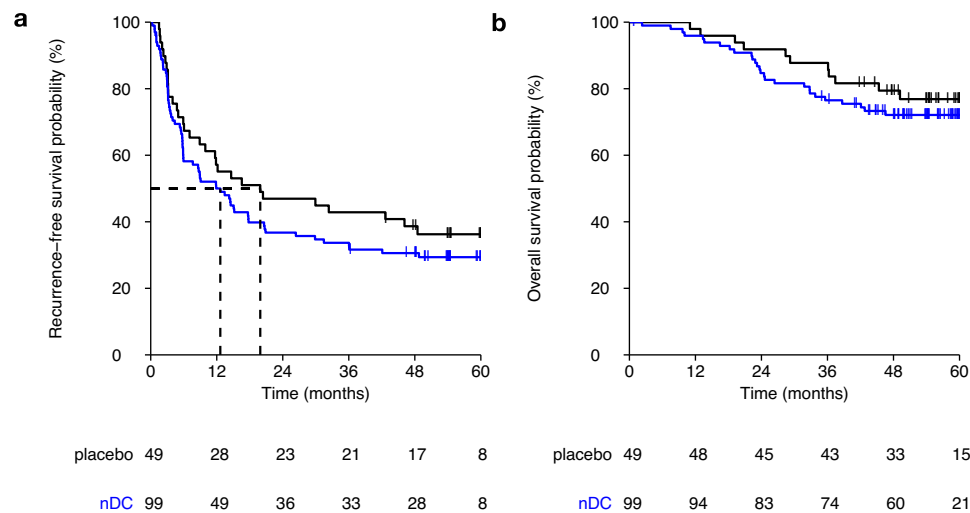 a
Recurrence–free survival probability (%)
100
80
60
40
20
0
0 12 24 36 48 60
Time (months)
placebo 49 28 23 21 17 8
nDC 99 49 36 33 28 8
b
Overall survival probability (%)
100
80
60
40
20
0
0 12 24 36 48 60
Time (months)
placebo 49 48 45 43 33 15
nDC 99 94 83 74 60 21